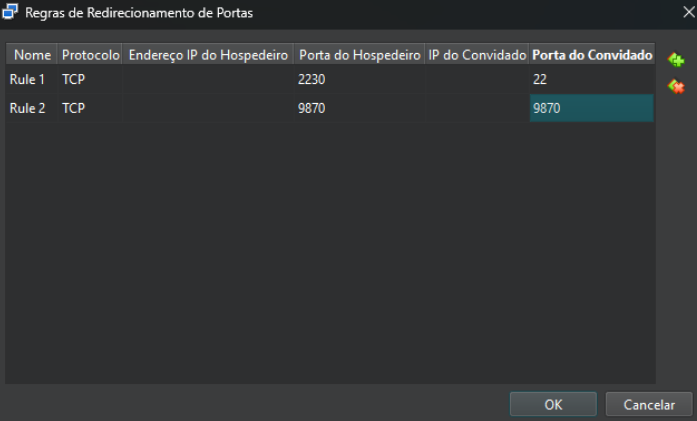 Regras de Redirecionamento de Portas
Nome Protocolo Endereço IP do Hospedeiro Porta do Hospedeiro IP do Convidado Porta do Convidado
Rule 1 TCP 2230 22
Rule 2 TCP 9870 9870
OK Cancelar